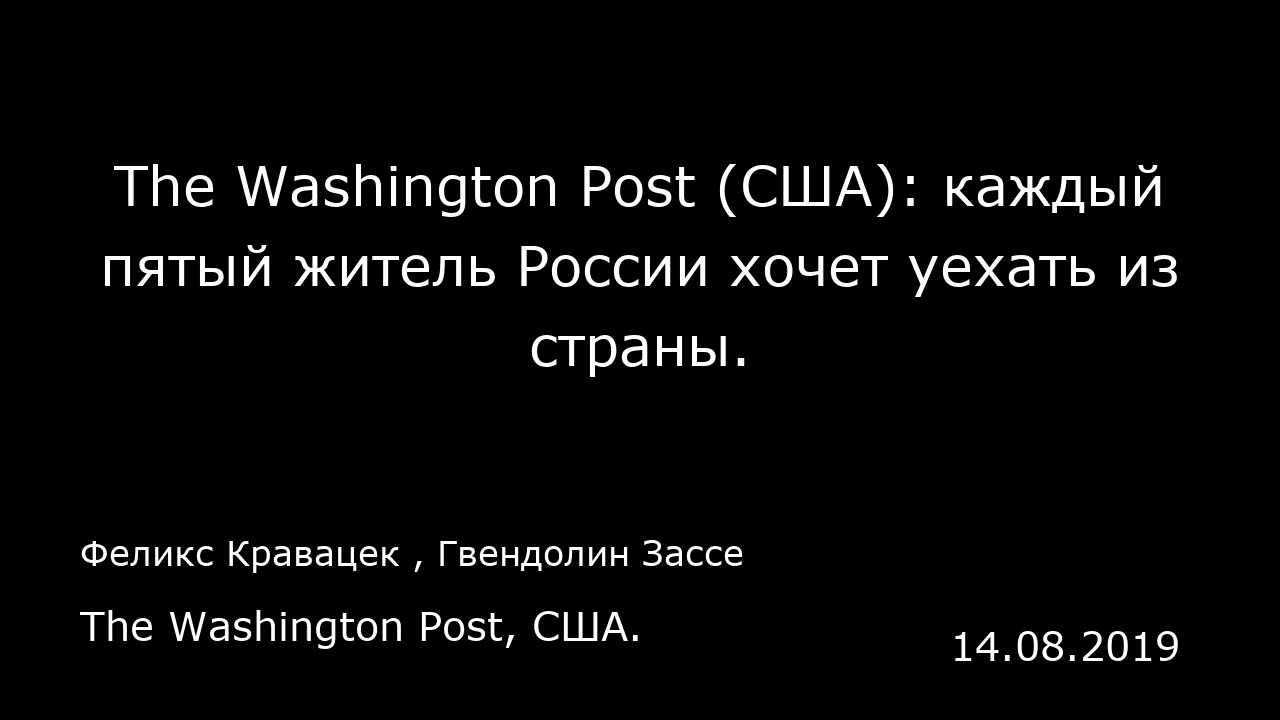 The Washington Post (США): каждый
пятый житель России хочет уехать из
страны.
Феликс Кравацек , Гвендолин Зассе
The Washington Post, США.
14.08.2019